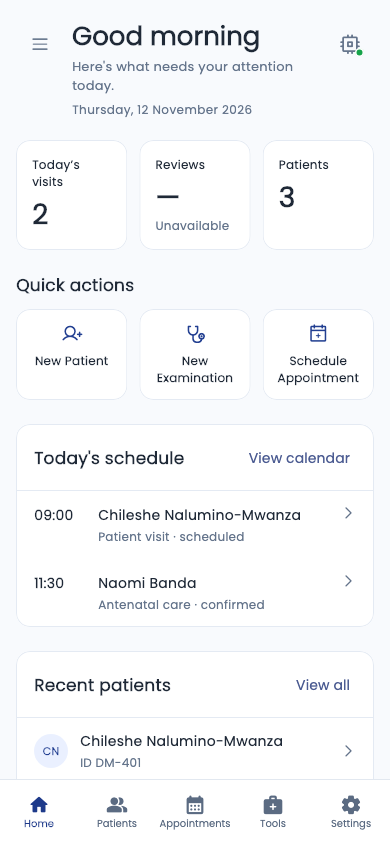 Good morning
Here's what needs your attention
today.
Thursday, 12 November 2026
Today's
visits
2
Reviews
—
Unavailable
Patients
3
Quick actions
New Patient
New
Examination
Schedule
Appointment
Today's schedule
View calendar
09:00
Chileshe Nalumino-Mwanza
Patient visit · scheduled
11:30
Naomi Banda
Antenatal care · confirmed
Recent patients
View all
CN
Chileshe Nalumino-Mwanza
ID DM-401
Home
Patients
Appointments
Tools
Settings